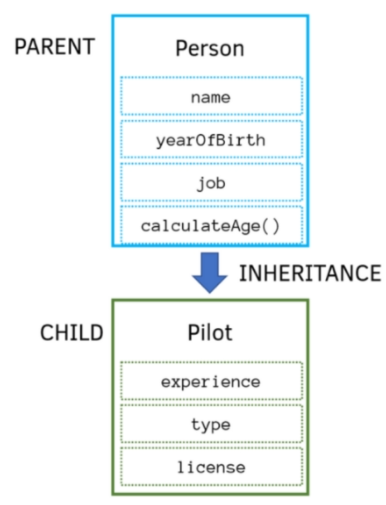 PARENT
Person
name
yearOfBirth
job
calculateAge()
INHERITANCE
CHILD
Pilot
experience
type
license